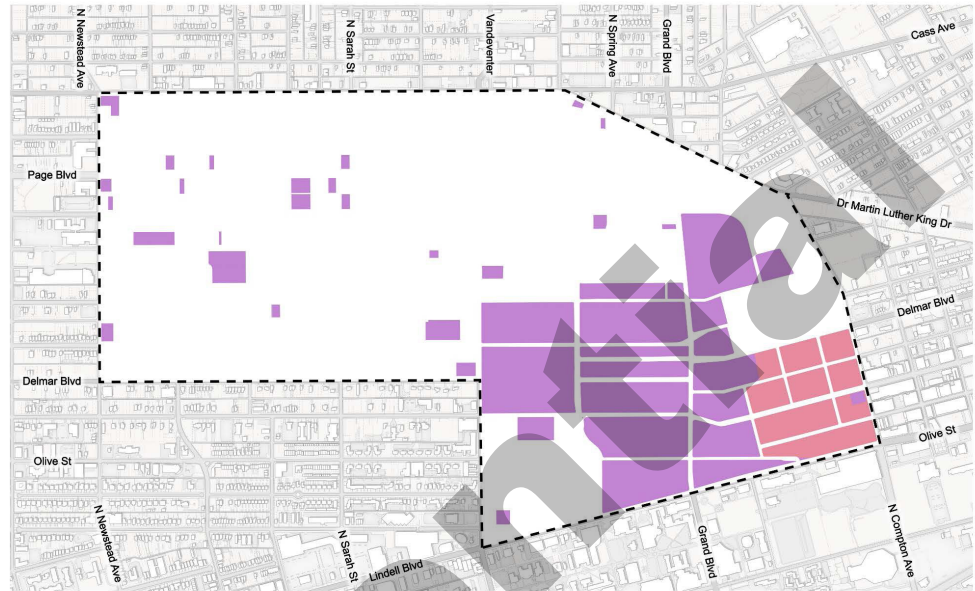 N Newstead Ave
N Sarah St
Vandeventer
N Spring Ave
Grand Blvd
Cass Ave
Page Blvd
Dr Martin Luther King Dr
Delmar Blvd
Delmar Blvd
Olive St
Olive St
N Newstead Ave
N Sarah St
Lindell Blvd
Grand Blvd
N Compton Ave
ntial